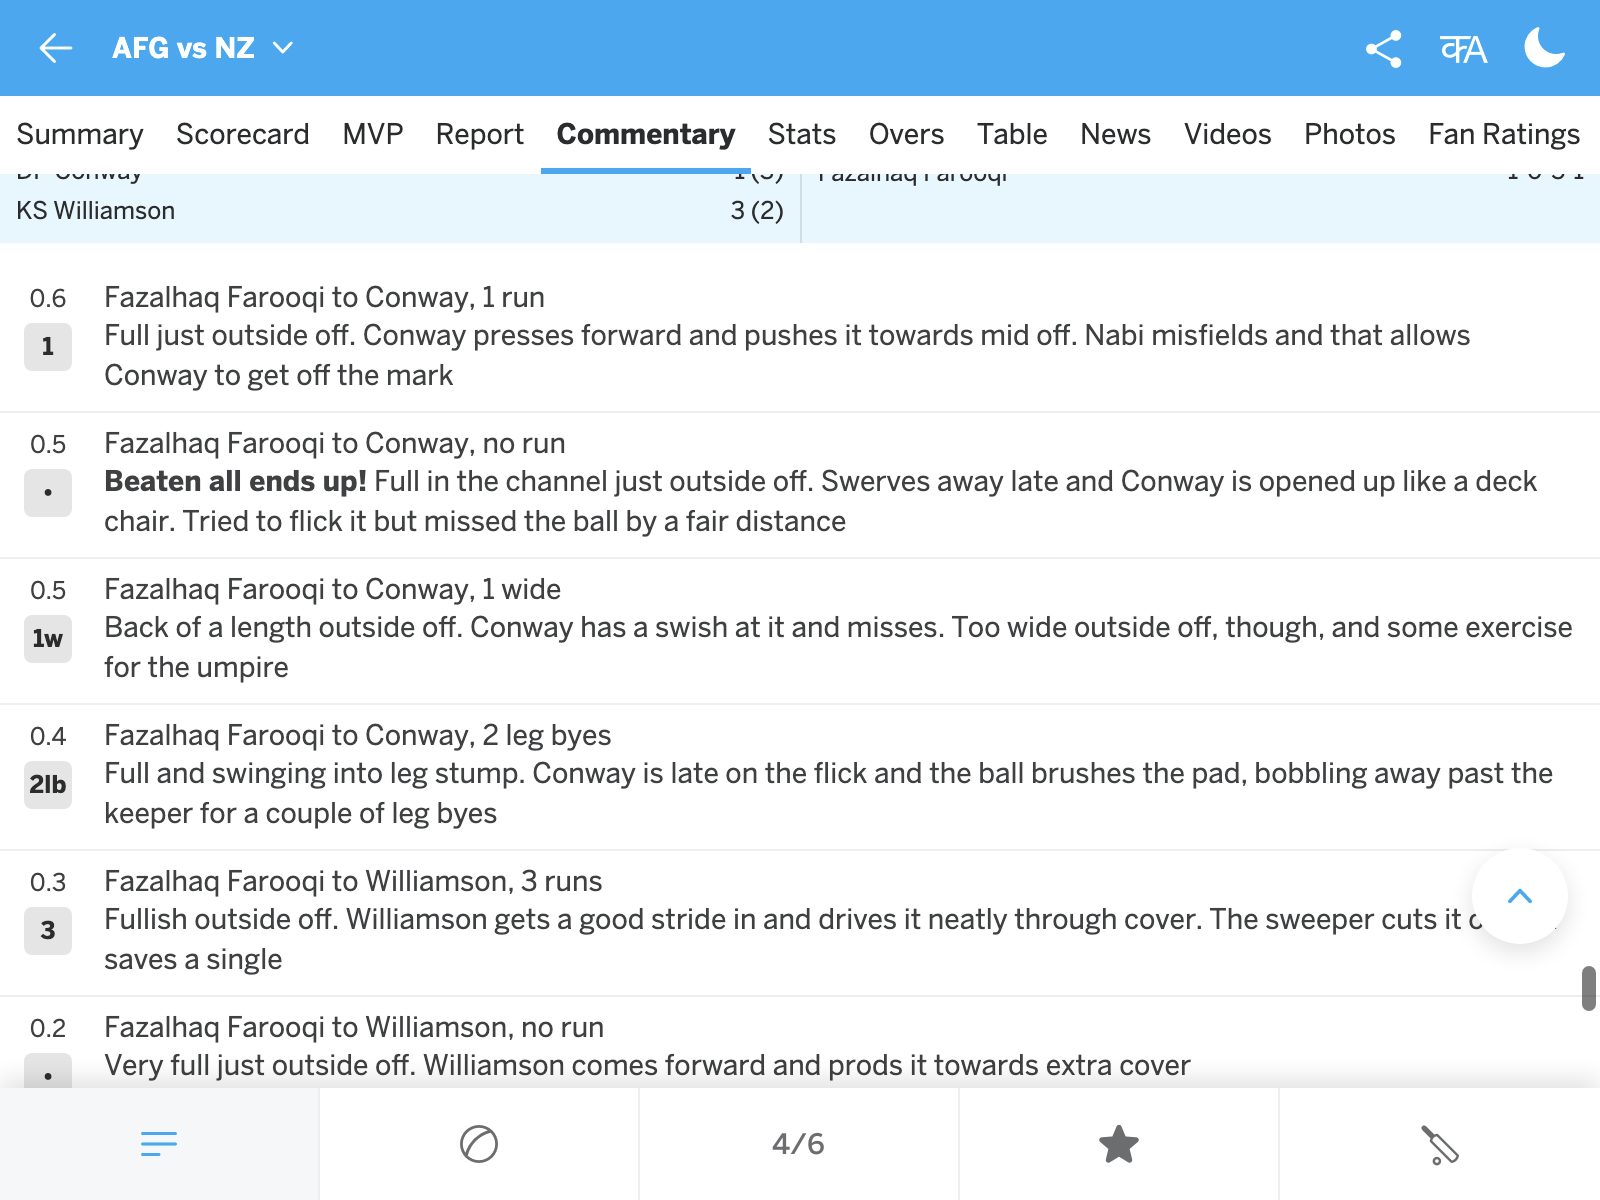 AFG vs NZ
Summary Scorecard MVP Report Commentary Stats Overs Table News Videos Photos Fan Ratings
Conway 1 (3) Fazalhaq Farooqi
KS Williamson 3 (2)
0.6 Fazalhaq Farooqi to Conway, 1 run
1 Full just outside off. Conway presses forward and pushes it towards mid off. Nabi misfields and that allows
Conway to get off the mark
0.5 Fazalhaq Farooqi to Conway, no run
• Beaten all ends up! Full in the channel just outside off. Swerves away late and Conway is opened up like a deck
chair. Tried to flick it but missed the ball by a fair distance
0.5 Fazalhaq Farooqi to Conway, 1 wide
1w Back of a length outside off. Conway has a swish at it and misses. Too wide outside off, though, and some exercise
for the umpire
0.4 Fazalhaq Farooqi to Conway, 2 leg byes
2lb Full and swinging into leg stump. Conway is late on the flick and the ball brushes the pad, bobbling away past the
keeper for a couple of leg byes
0.3 Fazalhaq Farooqi to Williamson, 3 runs
3 Fullish outside off. Williamson gets a good stride in and drives it neatly through cover. The sweeper cuts it
saves a single
0.2 Fazalhaq Farooqi to Williamson, no run
• Very full just outside off. Williamson comes forward and prods it towards extra cover
4/6